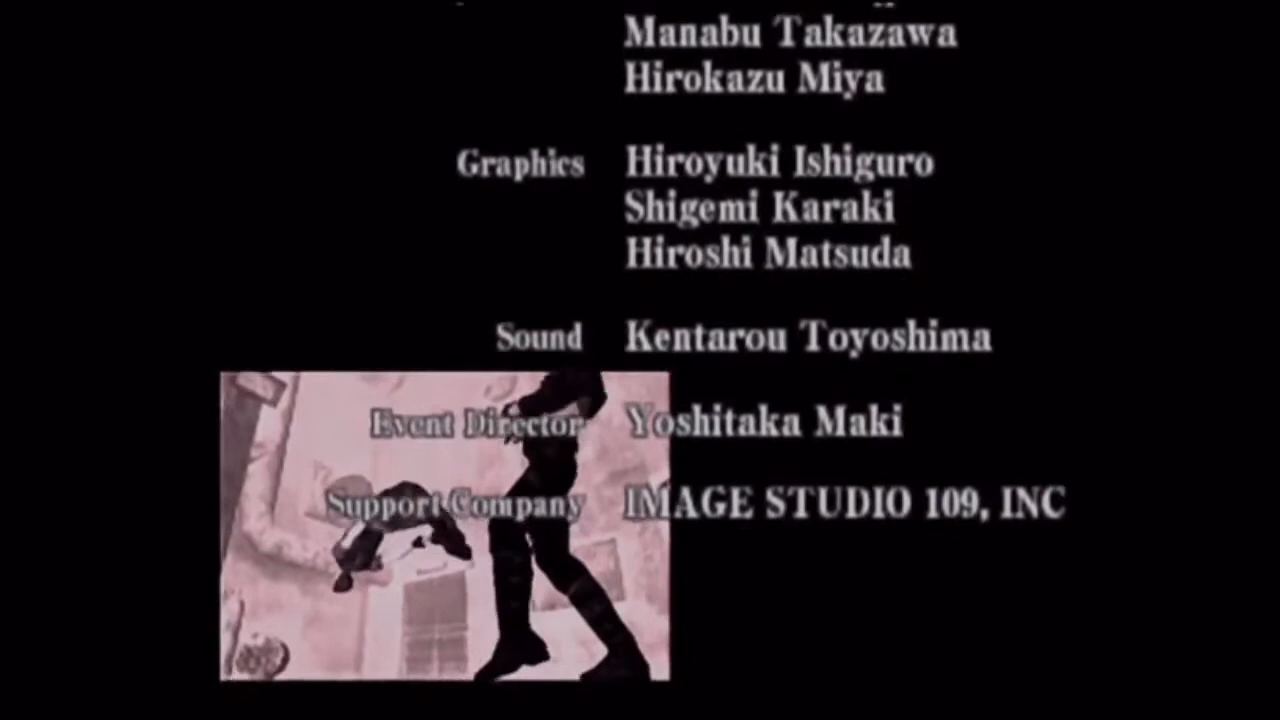 Manabu Takazawa
Hirokazu Miya
Graphics Hiroyuki Ishiguro
Shigemi Karaki
Hiroshi Matsuda
Sound Kentarou Toyoshima
Event Director Yoshitaka Maki
Support Company IMAGE STUDIO 109, INC